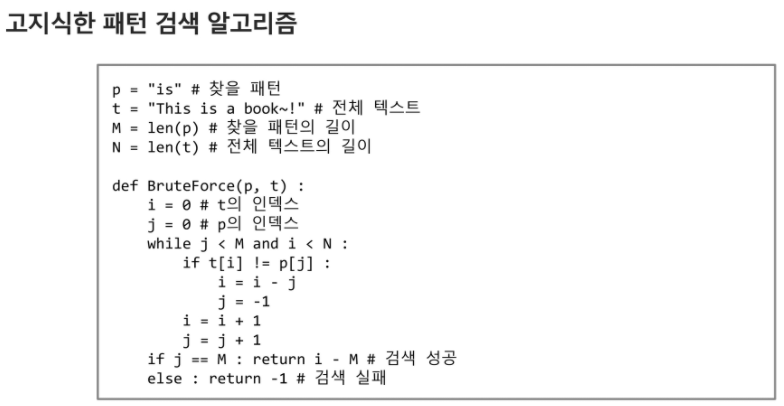 고지식한 패턴 검색 알고리즘
p = "is" # 찾을 패턴
t = "This is a book~!" # 전체 텍스트
M = len(p) # 찾을 패턴의 길이
N = len(t) # 전체 텍스트의 길이

def BruteForce(p, t) :
    i = 0 # t의 인덱스
    j = 0 # p의 인덱스
    while j < M and i < N :
        if t[i] != p[j] :
            i = i - j
            j = -1
        i = i + 1
        j = j + 1
    if j == M : return i - M # 검색 성공
    else : return -1 # 검색 실패